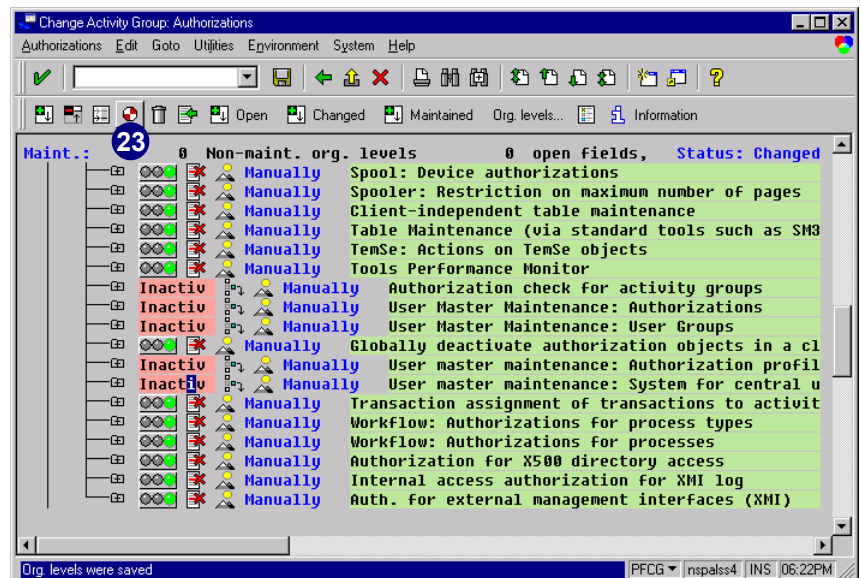 Change Activity Group: Authorizations
Authorizations Edit Goto Utilities Environment System Help
Open Changed Maintained Org. levels... Information
23
Maint.: 0 Non-maint. org. levels 0 open fields, Status: Changed
Manually Spool: Device authorizations
Manually Spooler: Restriction on maximum number of pages
Manually Client-independent table maintenance
Manually Table Maintenance (via standard tools such as SM3
Manually TemSe: Actions on TemSe objects
Manually Tools Performance Monitor
Inactiv Manually Authorization check for activity groups
Inactiv Manually User Master Maintenance: Authorizations
Inactiv Manually User Master Maintenance: User Groups
Manually Globally deactivate authorization objects in a cl
Inactiv Manually User master maintenance: Authorization profil
Inactiv Manually User master maintenance: System for central u
Manually Transaction assignment of transactions to activit
Manually Workflow: Authorizations for process types
Manually Workflow: Authorizations for processes
Manually Authorization for X500 directory access
Manually Internal access authorization for XMI log
Manually Auth. for external management interfaces (XMI)
Org. levels were saved PFCG nspalss4 INS 06:22PM